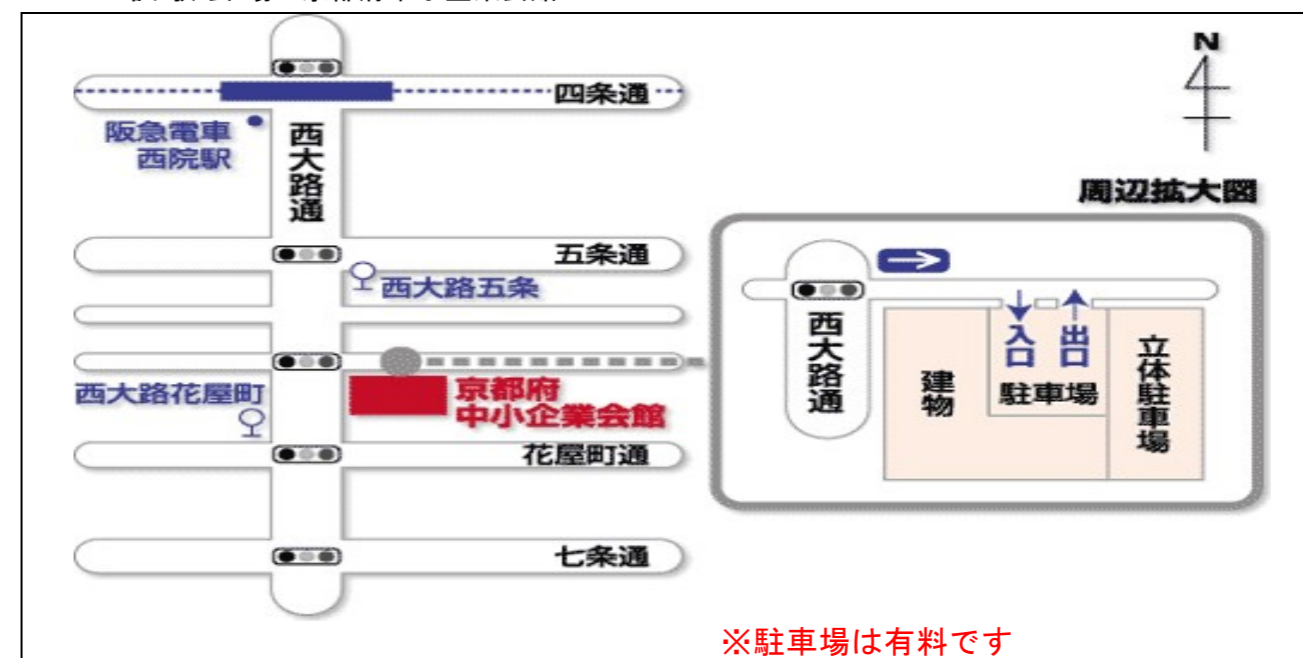 N
四条通
阪急電車
西院駅
西大路通
周辺拡大図
五条通
西大路五条
西大路花屋町
京都府
中小企業会館
花屋町通
七条通
西大路通
入口
出口
建物
駐車場
立体駐車場
※駐車場は有料です